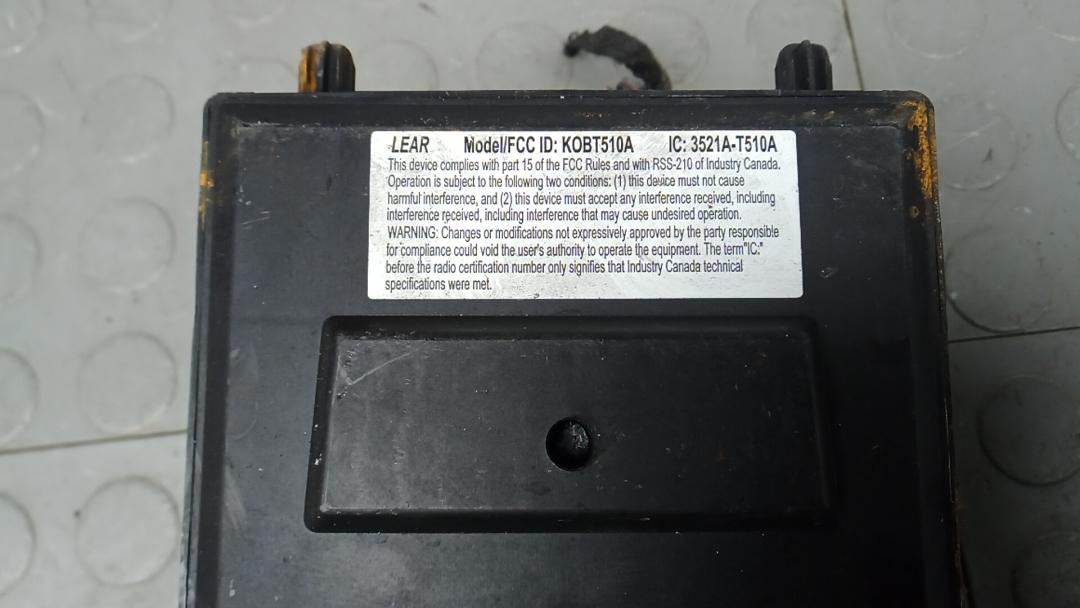 LEAR Model/FCC ID: KOBT510A IC: 3521A-T510A
This device complies with part 15 of the FCC Rules and with RSS-210 of Industry Canada.
Operation is subject to the following two conditions: (1) this device must not cause
harmful interference, and (2) this device must accept any interference received, including
interference received, including interference that may cause undesired operation.
WARNING: Changes or modifications not expressively approved by the party responsible
for compliance could void the user's authority to operate the equipment. The term"IC:"
before the radio certification number only signifies that Industry Canada technical
specifications were met.